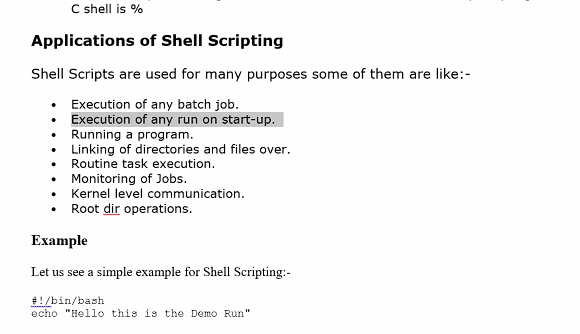 C shell is %
Applications of Shell Scripting
Shell Scripts are used for many purposes some of them are like:-
• Execution of any batch job.
• Execution of any run on start-up.
• Running a program.
• Linking of directories and files over.
• Routine task execution.
• Monitoring of Jobs.
• Kernel level communication.
• Root dir operations.
Example
Let us see a simple example for Shell Scripting:-
#!/bin/bash
echo "Hello this is the Demo Run"